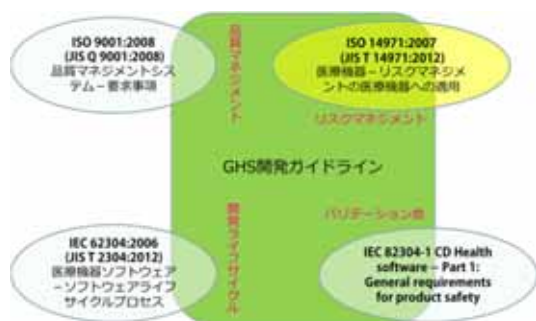 ISO 9001:2008
(JIS Q 9001:2008)
品質マネジメントシス
テム－要求事項
品質マネジメント
ISO 14971:2007
(JIS T 14971:2012)
医療機器－リスクマネジメ
ントの医療機器への適用
リスクマネジメント
GHS開発ガイドライン
開発ライフサイクル
バリデーション他
IEC 62304:2006
(JIS T 2304:2012)
医療機器ソフトウェア
－ソフトウェアライフ
サイクルプロセス
IEC 82304-1 CD Health
software – Part 1:
General requirements
for product safety